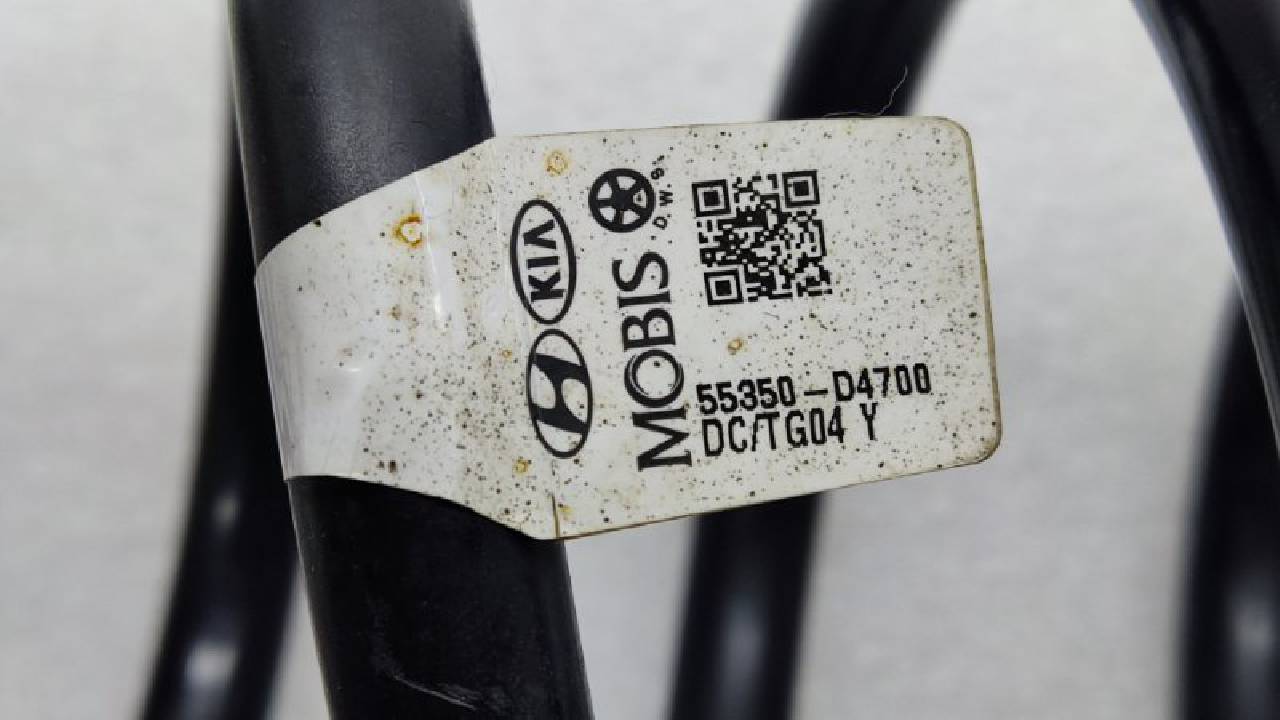 KIA
MOBIS
D.W.S.
55350-D4700
DC/TG04 Y